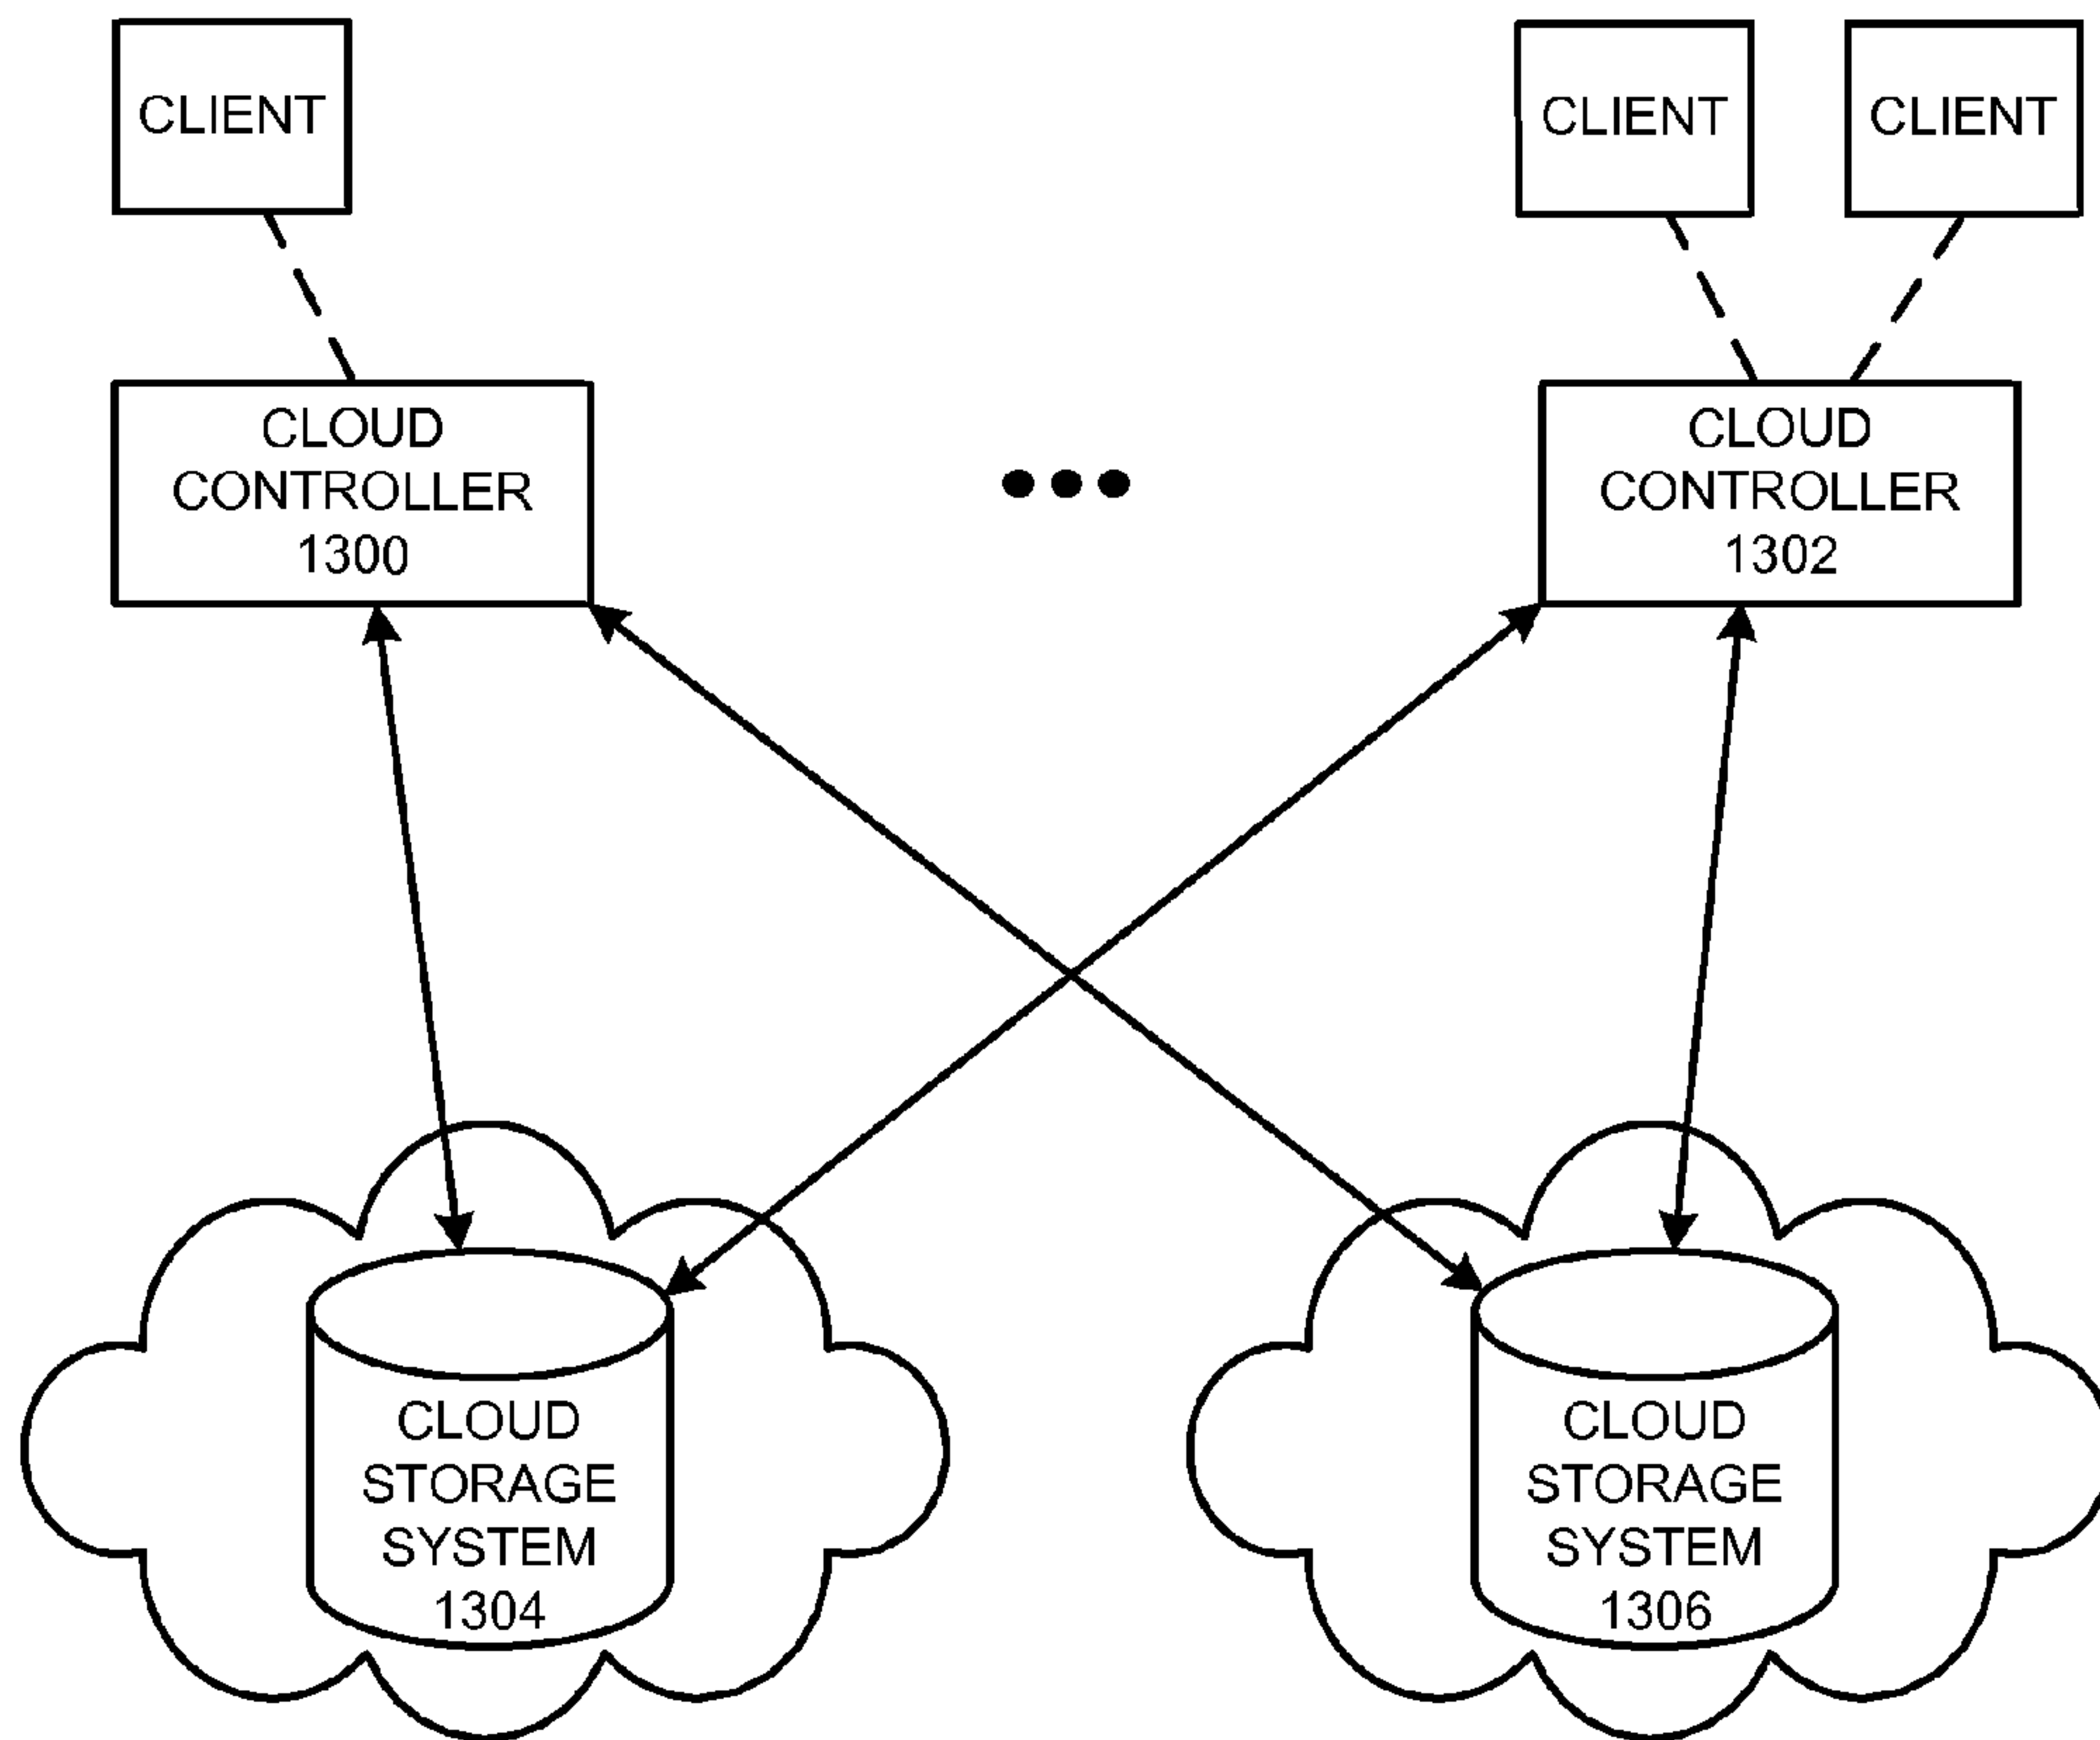 CLIENT
CLIENT
CLIENT
CLOUD
CONTROLLER
1300
CLOUD
CONTROLLER
1302
CLOUD
STORAGE
SYSTEM
1304
CLOUD
STORAGE
SYSTEM
1306